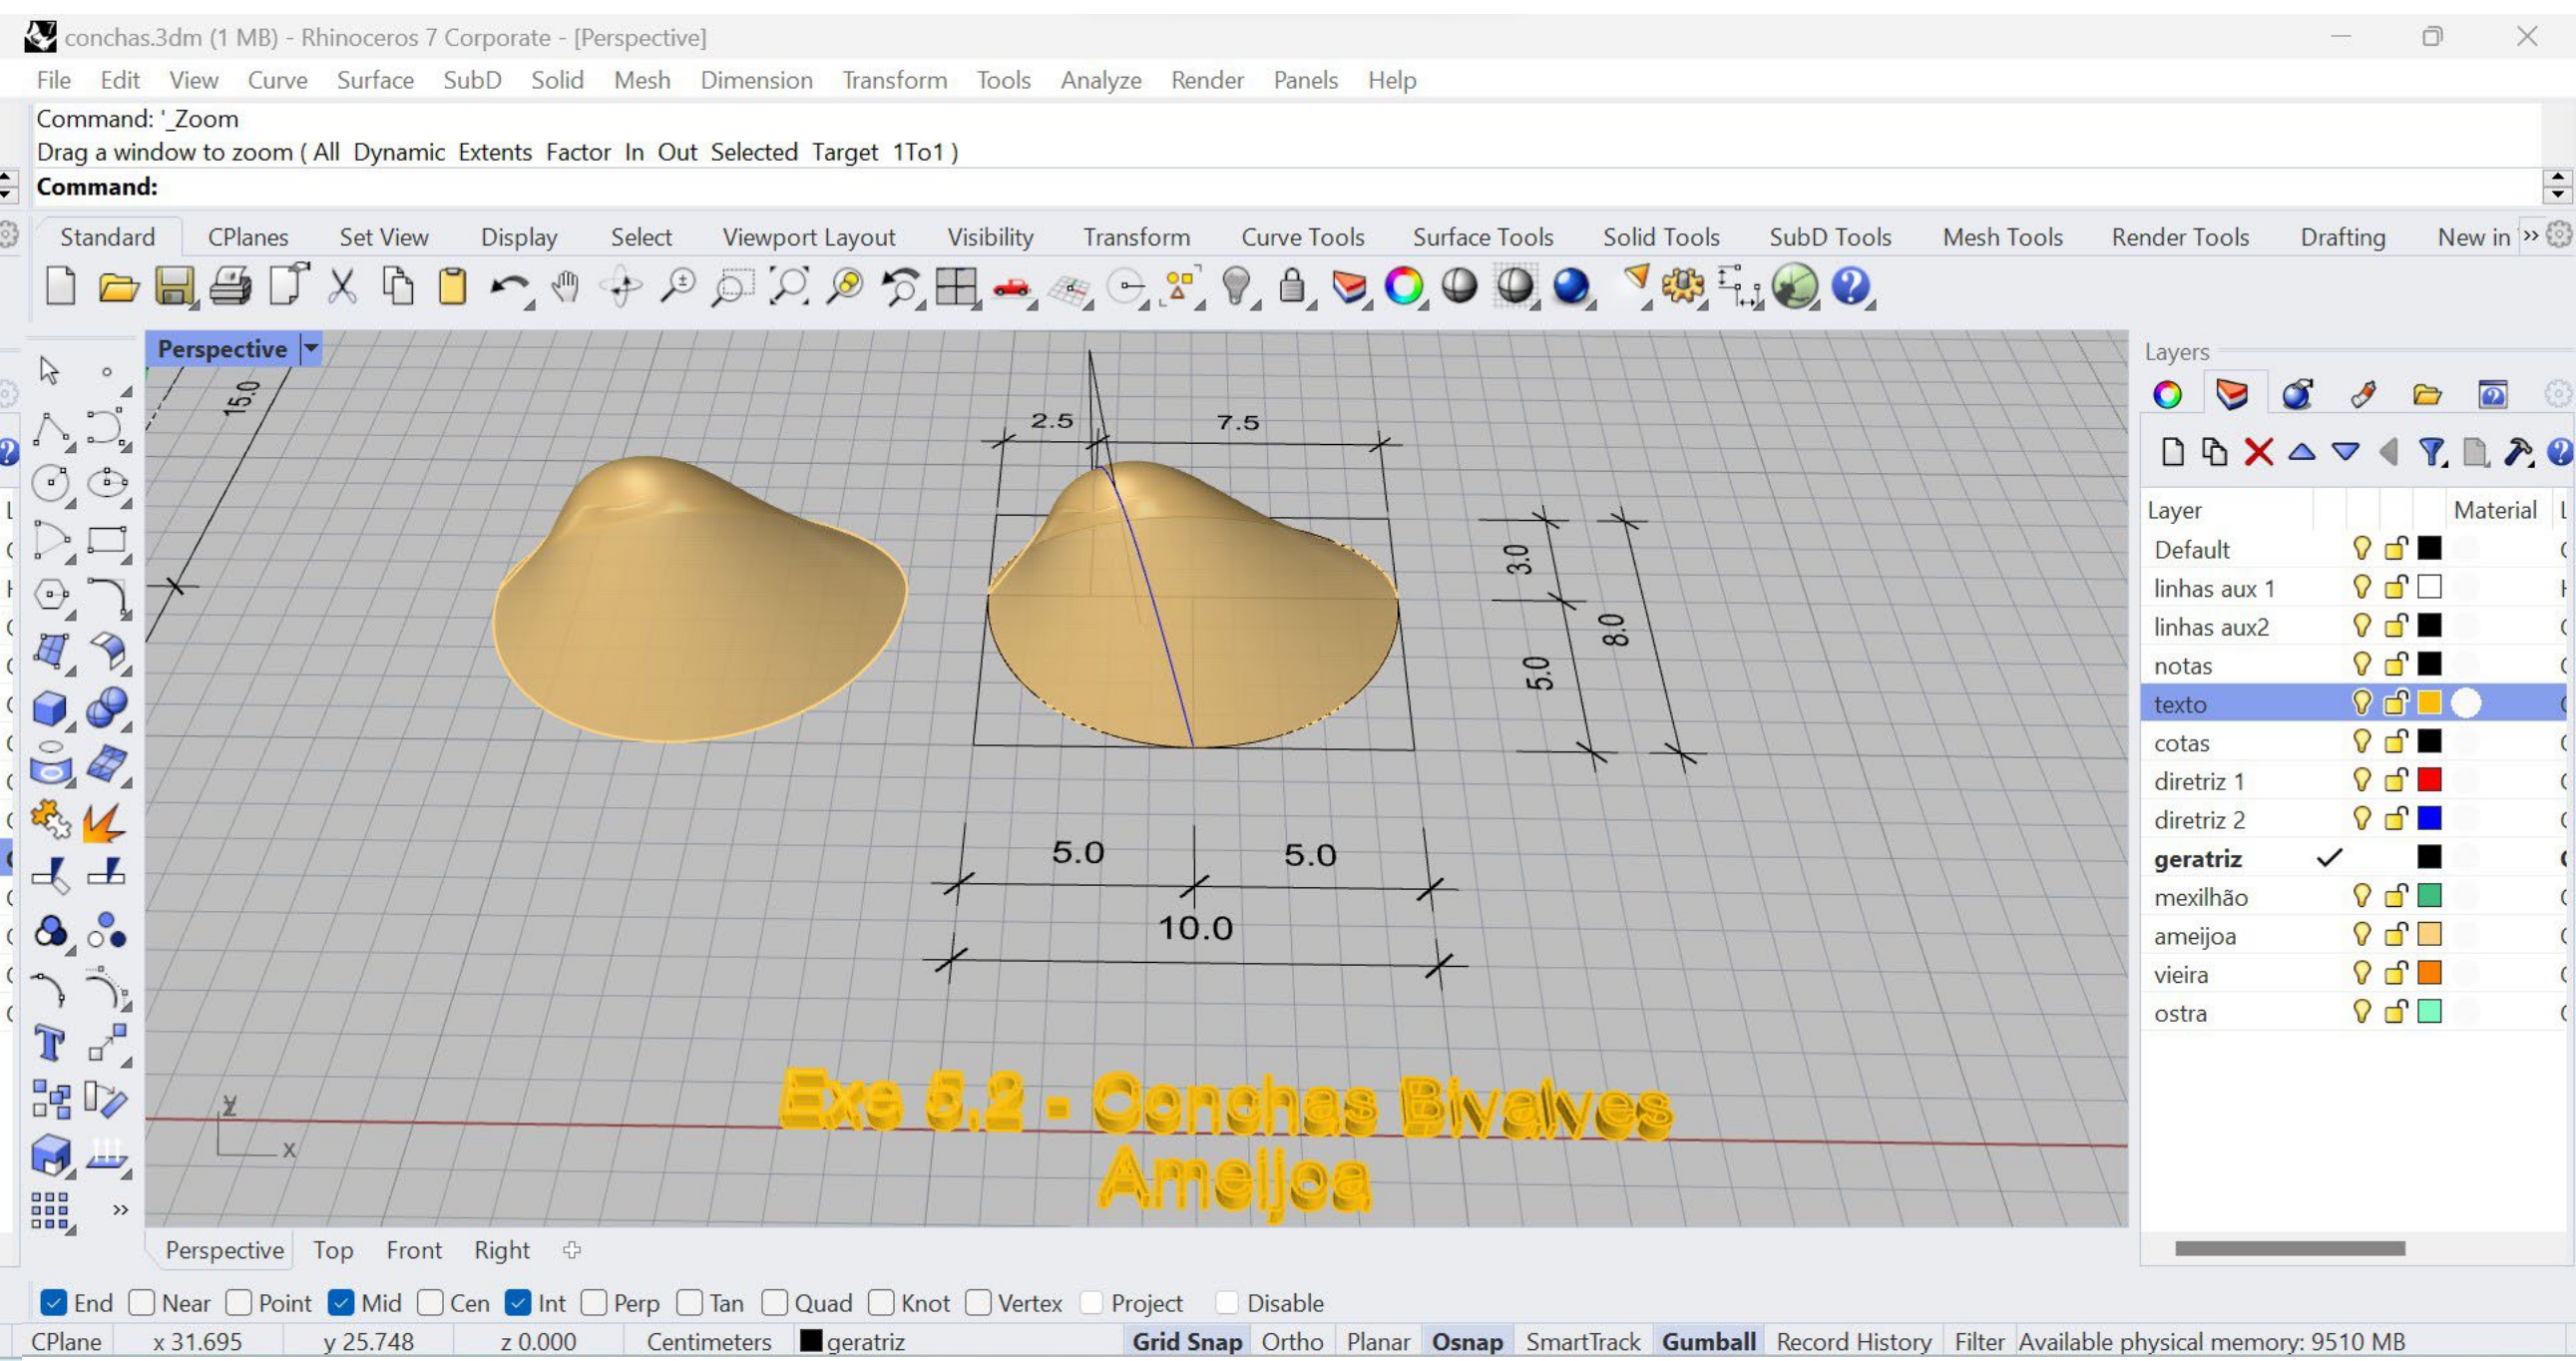 conchas.3dm (1 MB) - Rhinoceros 7 Corporate - [Perspective]
File Edit View Curve Surface SubD Solid Mesh Dimension Transform Tools Analyze Render Panels Help
Command: '_Zoom
Drag a window to zoom ( All Dynamic Extents Factor In Out Selected Target 1To1 )
Command:
Standard CPlanes Set View Display Select Viewport Layout Visibility Transform Curve Tools Surface Tools Solid Tools SubD Tools Mesh Tools Render Tools Drafting New in
Perspective
15.0
2.5
7.5
3.0
5.0
8.0
5.0
5.0
10.0
Exe 5.2 - Conchas Bivalves
Ameijoa
z
x
Layers
Layer Material
Default
linhas aux 1
linhas aux2
notas
texto
cotas
diretriz 1
diretriz 2
geratriz
mexilhão
ameijoa
vieira
ostra
Perspective Top Front Right
End Near Point Mid Cen Int Perp Tan Quad Knot Vertex Project Disable
CPlane x 31.695 y 25.748 z 0.000 Centimeters geratriz Grid Snap Ortho Planar Osnap SmartTrack Gumball Record History Filter Available physical memory: 9510 MB